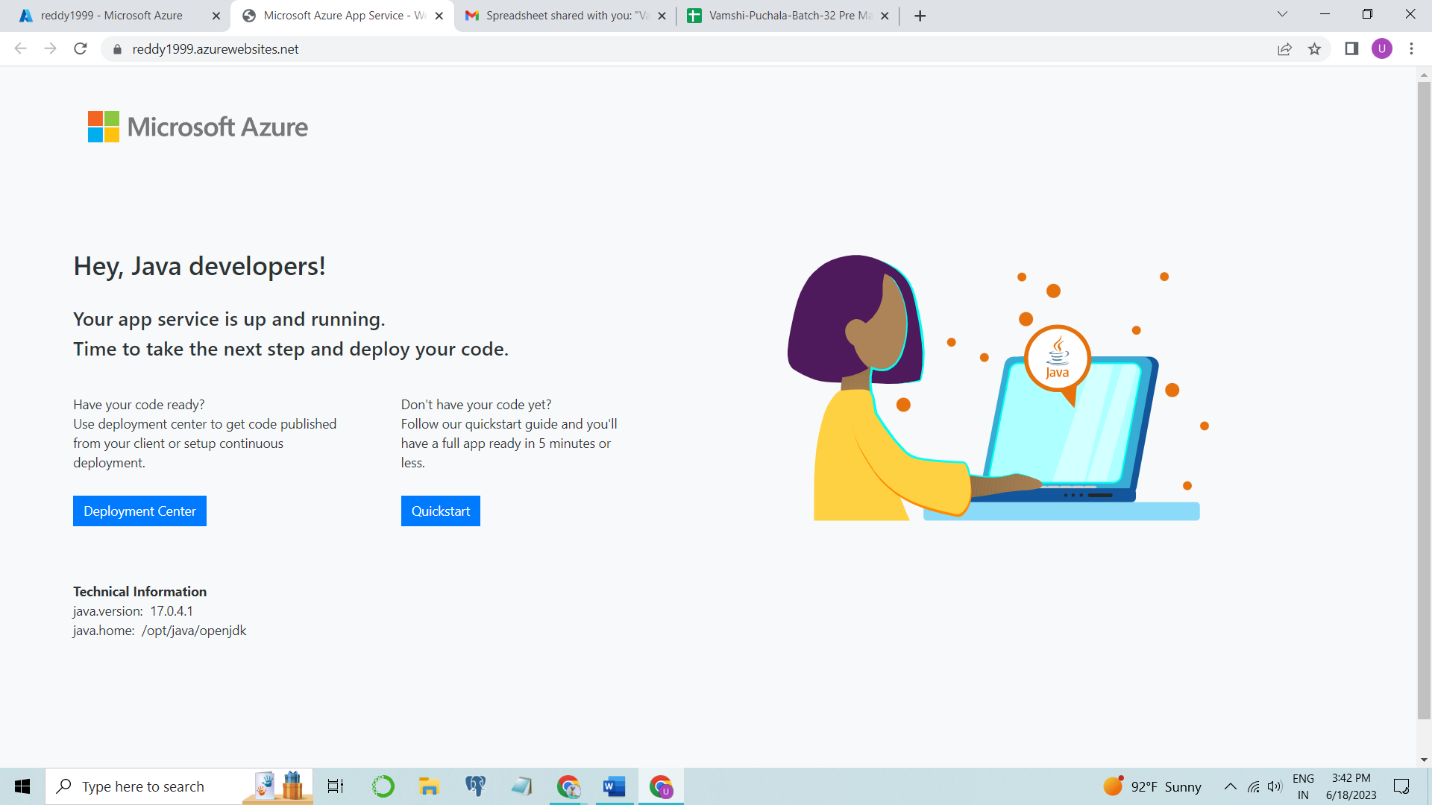 reddy1999 - Microsoft Azure
Microsoft Azure App Service - We
Spreadsheet shared with you: "Va
Vamshi-Puchala-Batch-32 Pre Ma
reddy1999.azurewebsites.net
U
Microsoft Azure
Hey, Java developers!
Your app service is up and running.
Time to take the next step and deploy your code.
Have your code ready?
Use deployment center to get code published
from your client or setup continuous
deployment.
Deployment Center
Don't have your code yet?
Follow our quickstart guide and you'll
have a full app ready in 5 minutes or
less.
Quickstart
Java
Technical Information
java.version: 17.0.4.1
java.home: /opt/java/openjdk
Type here to search
W
U
92°F Sunny
ENG
IN
3:42 PM
6/18/2023